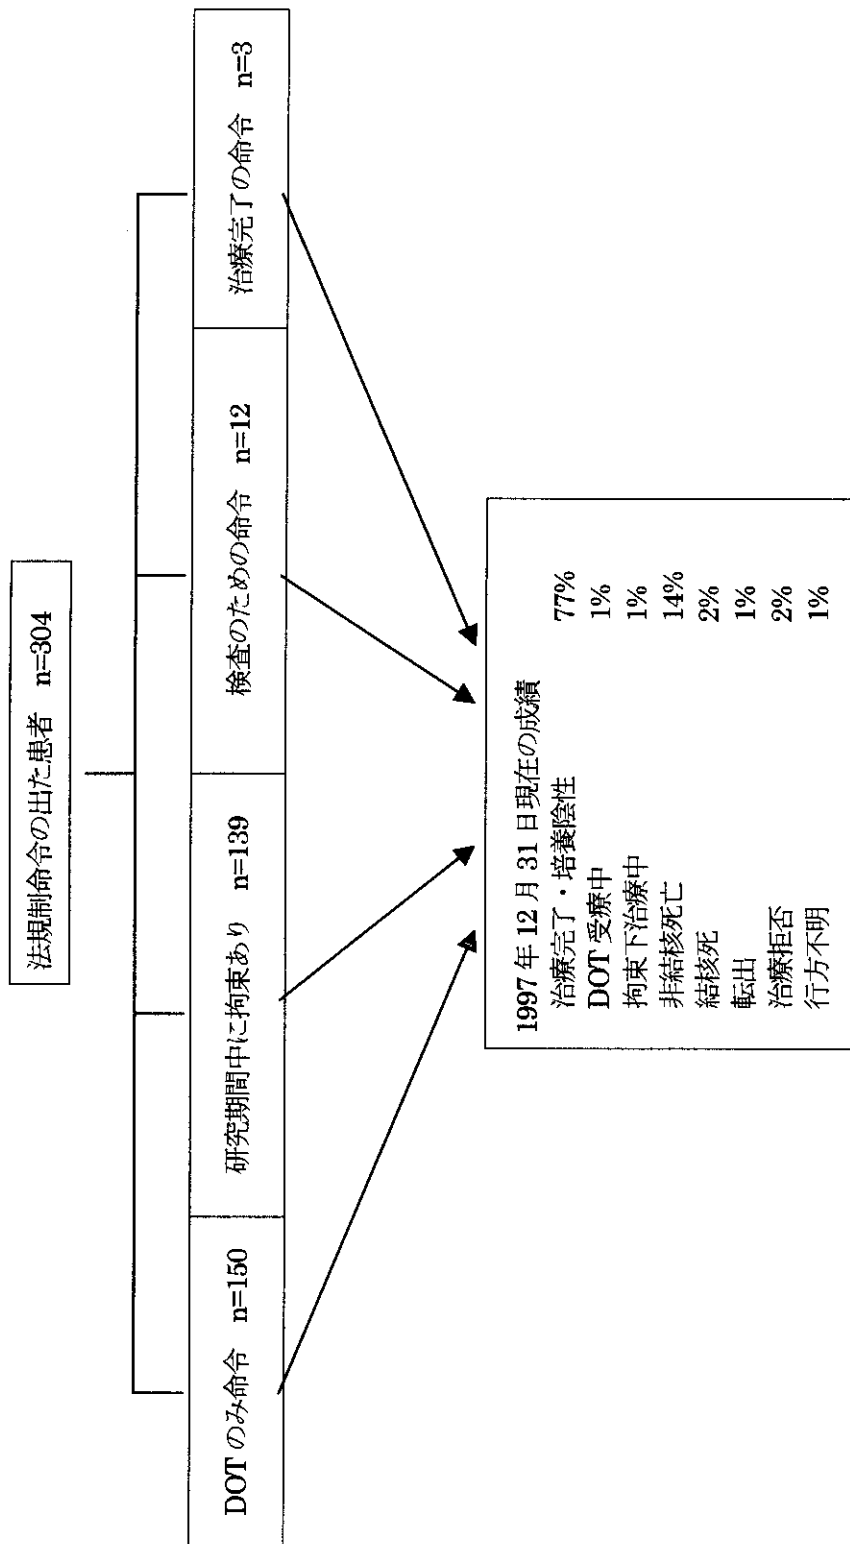 法規制命令の出た患者 n=304
DOTのみ命令 n=150
研究期間中に拘束あり n=139
検査のための命令 n=12
治療完了の命令 n=3
1997年12月31日現在の成績
治療完了・培養陰性 77%
DOT受療中 1%
拘束下治療中 1%
非結核死亡 14%
結核死 2%
転出 1%
治療拒否 2%
行方不明 1%